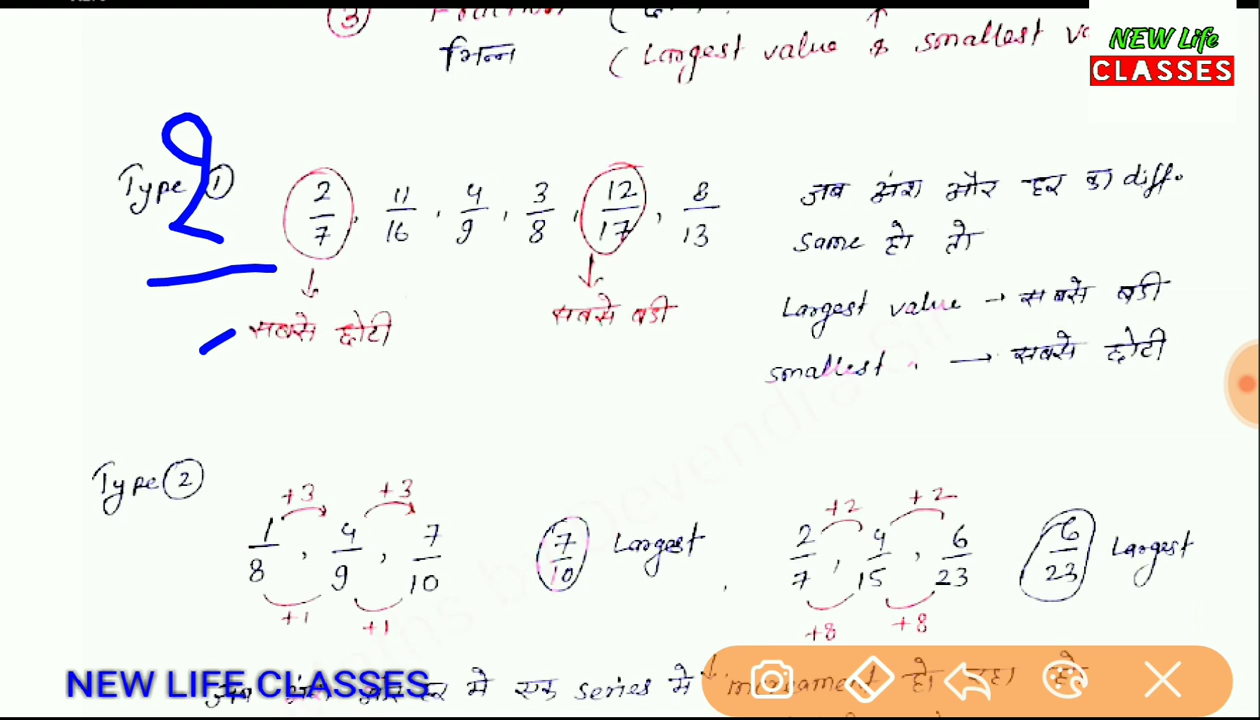 ③
भिन्न (Largest value & smallest
NEW Life
CLASSES
Type ① 2/7, 11/16, 4/9, 3/8, 12/17, 8/13 जब अंश और हर का diff.
same हो तो
सबसे छोटी सबसे बडी Largest value → सबसे बडी
smallest → सबसे छोटी
Type ②
+3 +3 +2 +2
1/8, 4/9, 7/10 7/10 Largest 2/7, 4/15, 6/23 6/23 Largest
+1 +1 +8 +8
NEW LIFE CLASSES
में एक series में हो रहा हो